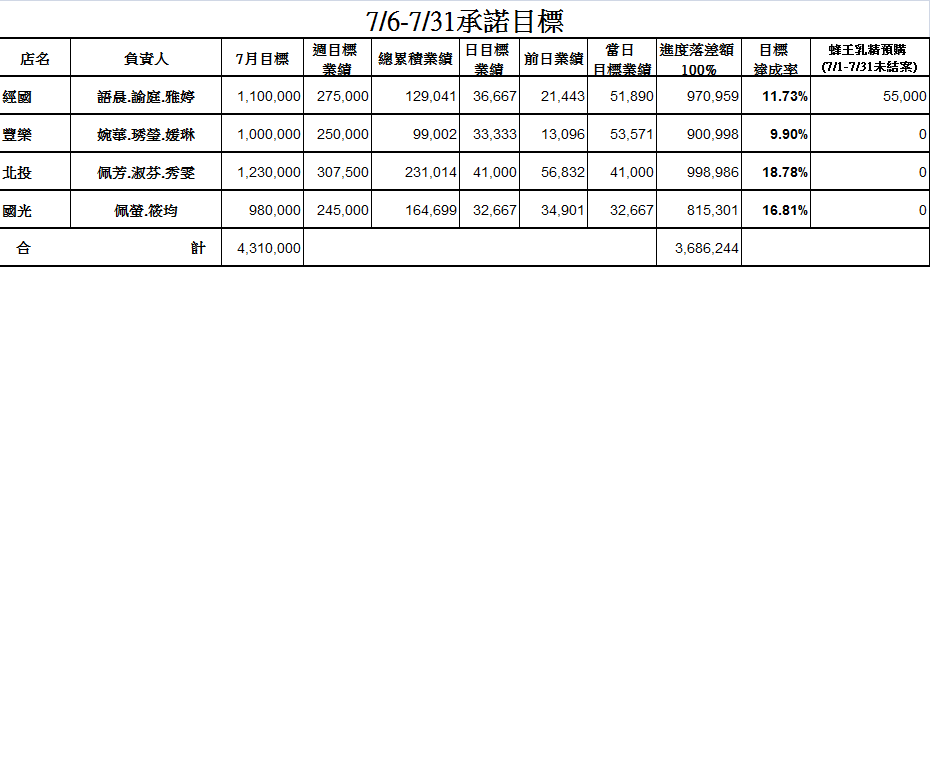 7/6-7/31承諾目標
店名 負責人 7月目標 週目標業績 總累積業績 日目標業績 前日業績 當日目標業績 進度落差額100% 目標達成率 蜂王乳精預購(7/1-7/31未結案)
經國 語晨.諭庭.雅婷 1,100,000 275,000 129,041 36,667 21,443 51,890 970,959 11.73% 55,000
豐樂 婉華.琇瑩.媛琳 1,000,000 250,000 99,002 33,333 13,096 53,571 900,998 9.90% 0
北投 佩芳.淑芬.秀雯 1,230,000 307,500 231,014 41,000 56,832 41,000 998,986 18.78% 0
國光 佩螢.筱均 980,000 245,000 164,699 32,667 34,901 32,667 815,301 16.81% 0
合 計 4,310,000 3,686,244